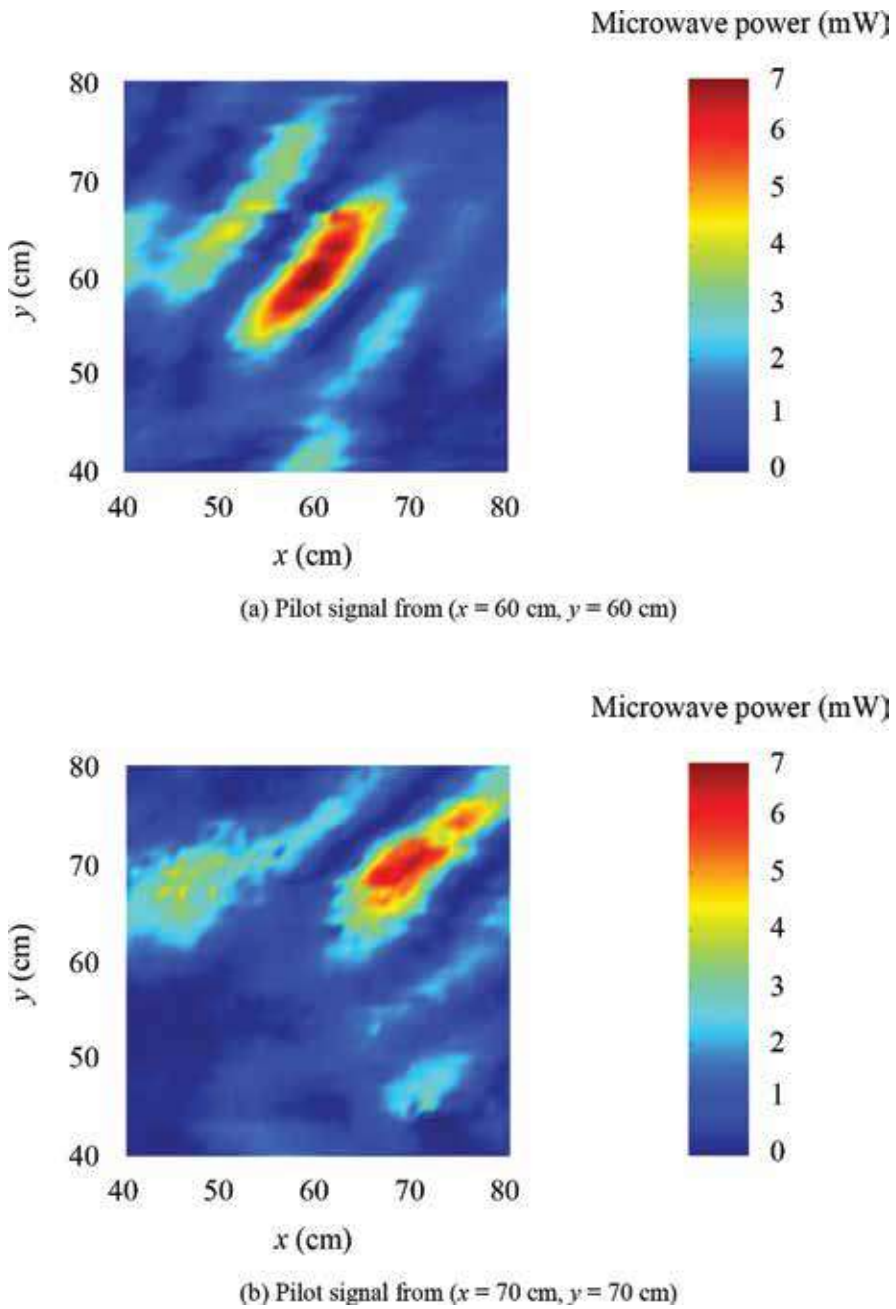 Microwave power (mW)
80
70
60
50
40
y (cm)
40 50 60 70 80
x (cm)
7
6
5
4
3
2
1
0
(a) Pilot signal from (x = 60 cm, y = 60 cm)
Microwave power (mW)
80
70
60
50
40
y (cm)
40 50 60 70 80
x (cm)
7
6
5
4
3
2
1
0
(b) Pilot signal from (x = 70 cm, y = 70 cm)